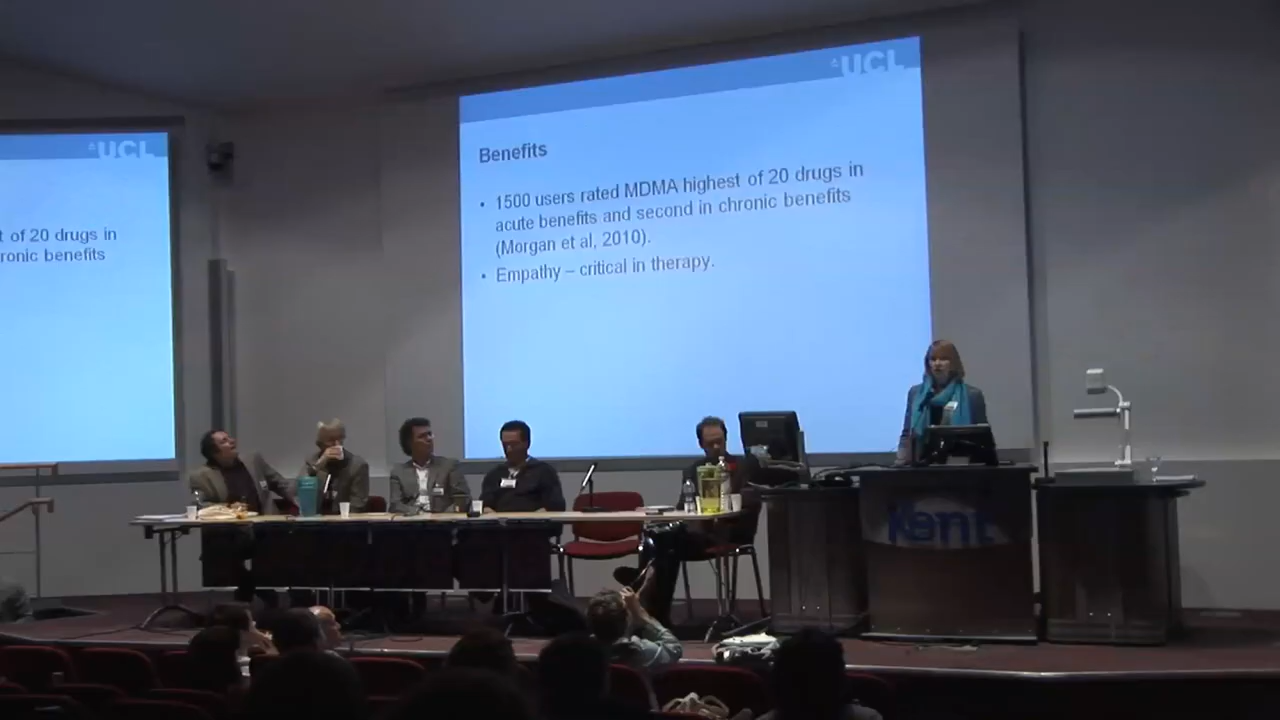 UCL
Benefits
• 1500 users rated MDMA highest of 20 drugs in
acute benefits and second in chronic benefits
(Morgan et al, 2010).
• Empathy – critical in therapy.
UCL
t of 20 drugs in
ronic benefits
Kent